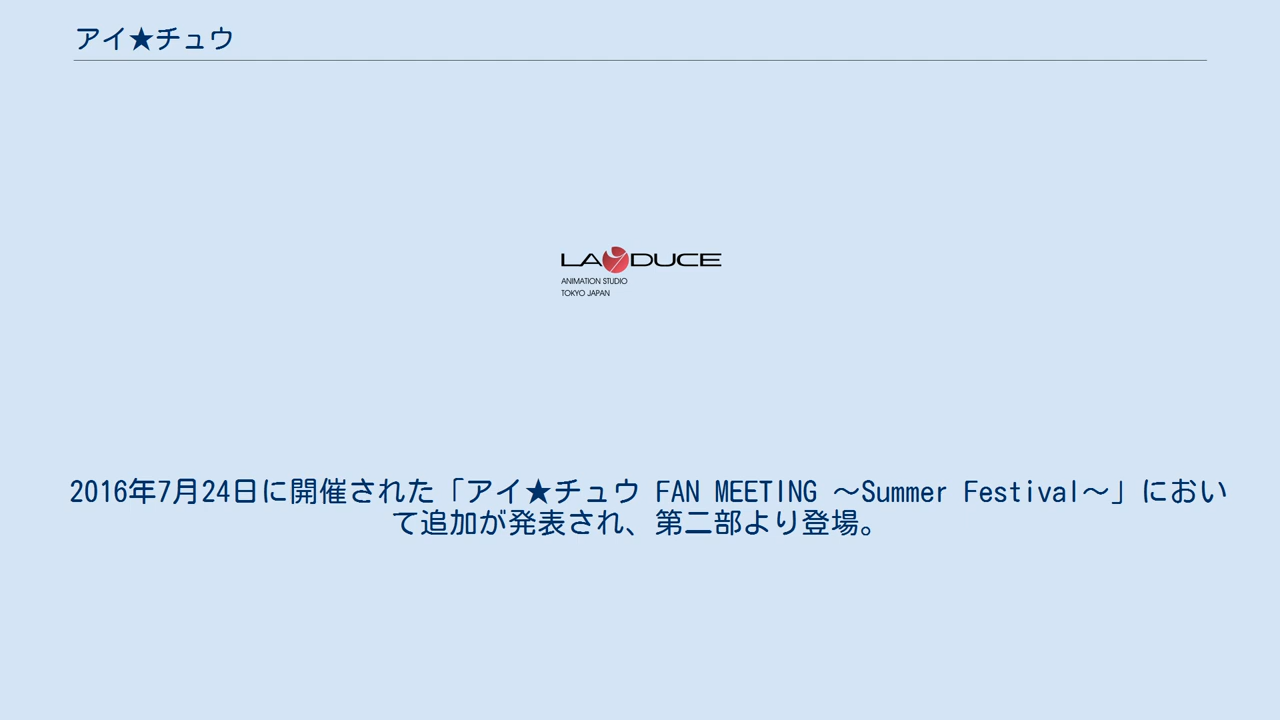 アイ★チュウ
LAYDUCE
ANIMATION STUDIO
TOKYO JAPAN
2016年7月24日に開催された「アイ★チュウ FAN MEETING ～Summer Festival～」におい
て追加が発表され、第二部より登場。